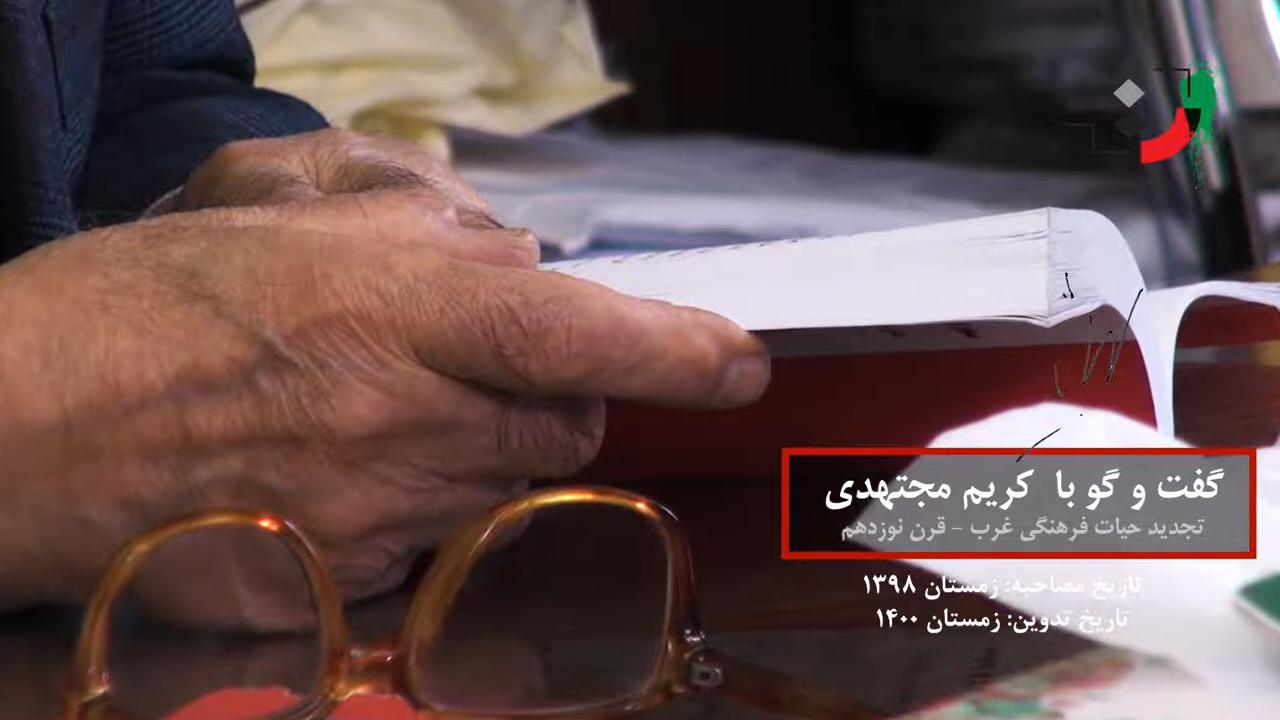 گفت و گو با کریم مجتهدی
تجدید حیات فرهنگی غرب - قرن نوزدهم
تاریخ مصاحبه: زمستان ۱۳۹۸
تاریخ تدوین: زمستان ۱۴۰۰